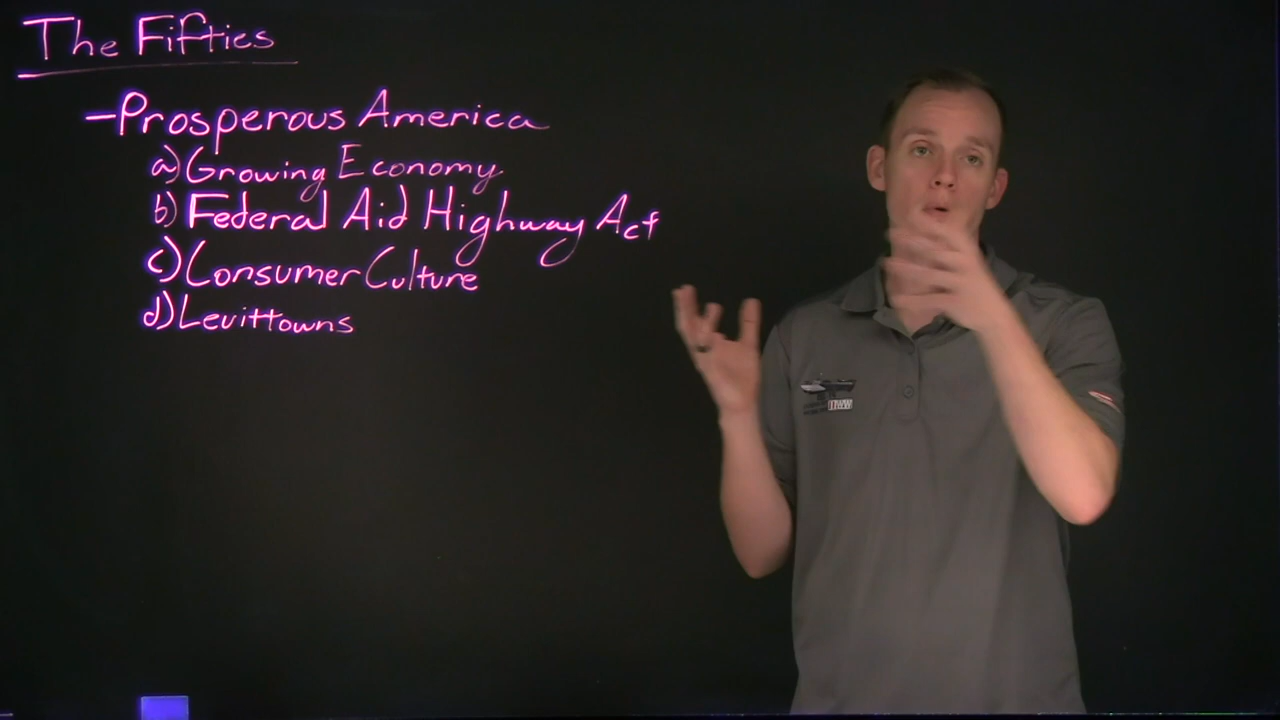 The Fifties
-Prosperous America
a) Growing Economy
b) Federal Aid Highway Act
c) Consumer Culture
d) Levittowns